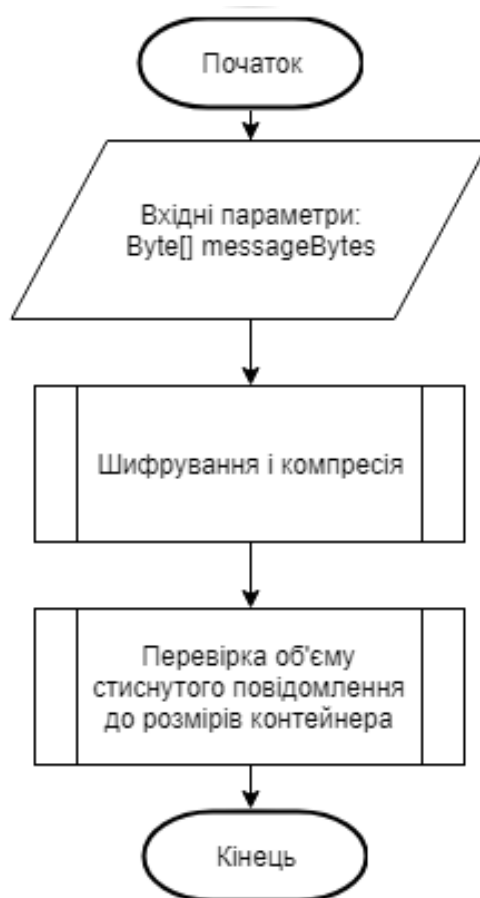 Початок
Вхідні параметри:
Byte[] messageBytes
Шифрування і компресія
Перевірка об'єму
стиснутого повідомлення
до розмірів контейнера
Кінець